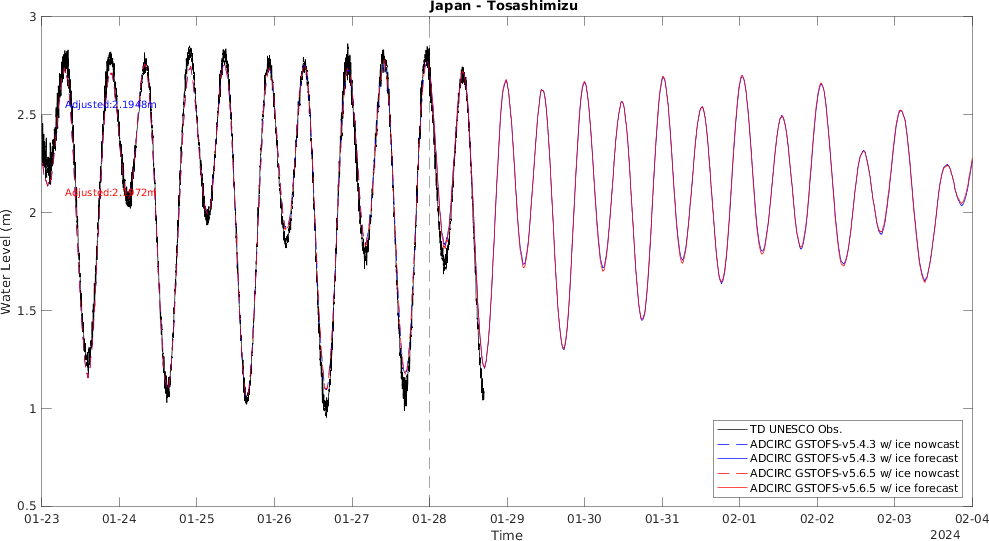 Japan - Tosashimizu
3
2.5
2
1.5
1
0.5
Water Level (m)
Adjusted:2.1948m
Adjusted:2.1972m
TD UNESCO Obs.
ADCIRC GSTOFS-v5.4.3 w/ ice nowcast
ADCIRC GSTOFS-v5.4.3 w/ ice forecast
ADCIRC GSTOFS-v5.6.5 w/ ice nowcast
ADCIRC GSTOFS-v5.6.5 w/ ice forecast
01-23 01-24 01-25 01-26 01-27 01-28 01-29 01-30 01-31 02-01 02-02 02-03 02-04
Time
2024